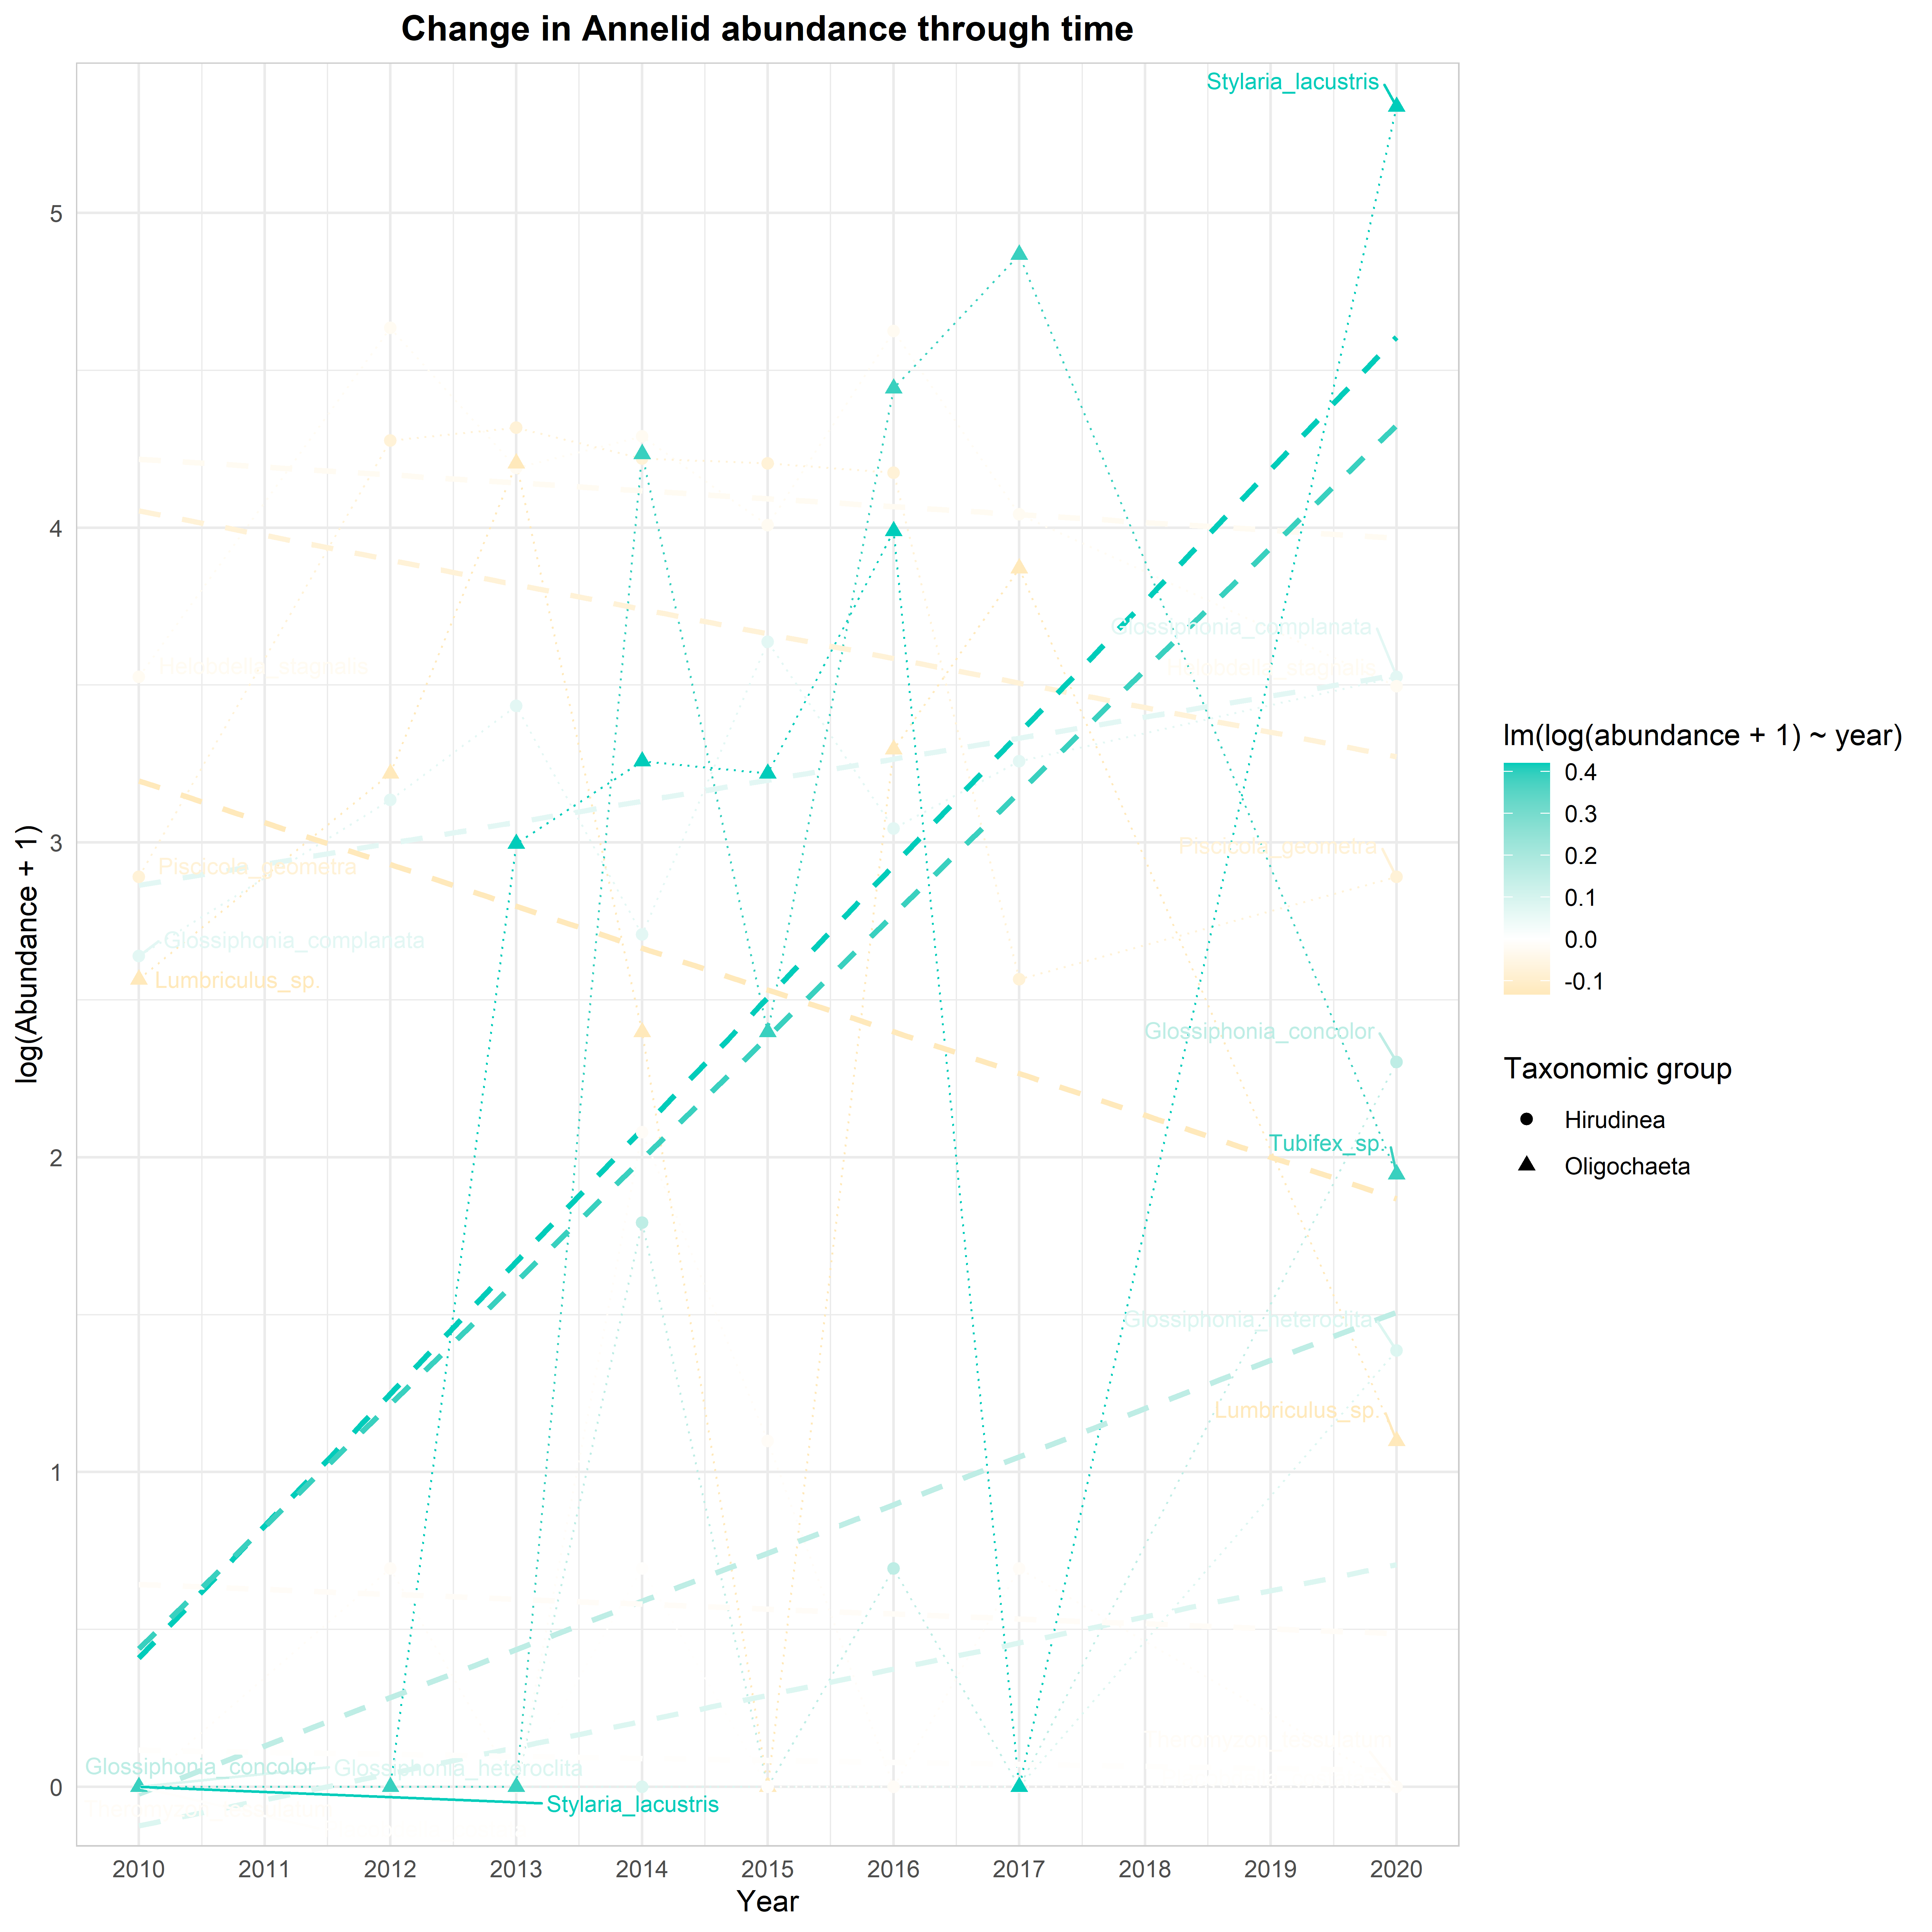 Change in Annelid abundance through time
Stylaria_lacustris
5
4
Glossiphonia_complanata
Helobdella_stagnalis
Helobdella_stagnalis
lm(log(abundance + 1) ~ year)
0.4
0.3
0.2
0.1
0.0
-0.1
log(Abundance + 1)
3
Piscicola_geometra
Piscicola_geometra
Glossiphonia_complanata
Lumbriculus_sp.
Glossiphonia_concolor
Taxonomic group
Hirudinea
Oligochaeta
2
Tubifex_sp.
Glossiphonia_heteroclita
Lumbriculus_sp.
1
Glossiphonia_concolor
Glossiphonia_heteroclita
0
Stylaria_lacustris
2010 2011 2012 2013 2014 2015 2016 2017 2018 2019 2020
Year